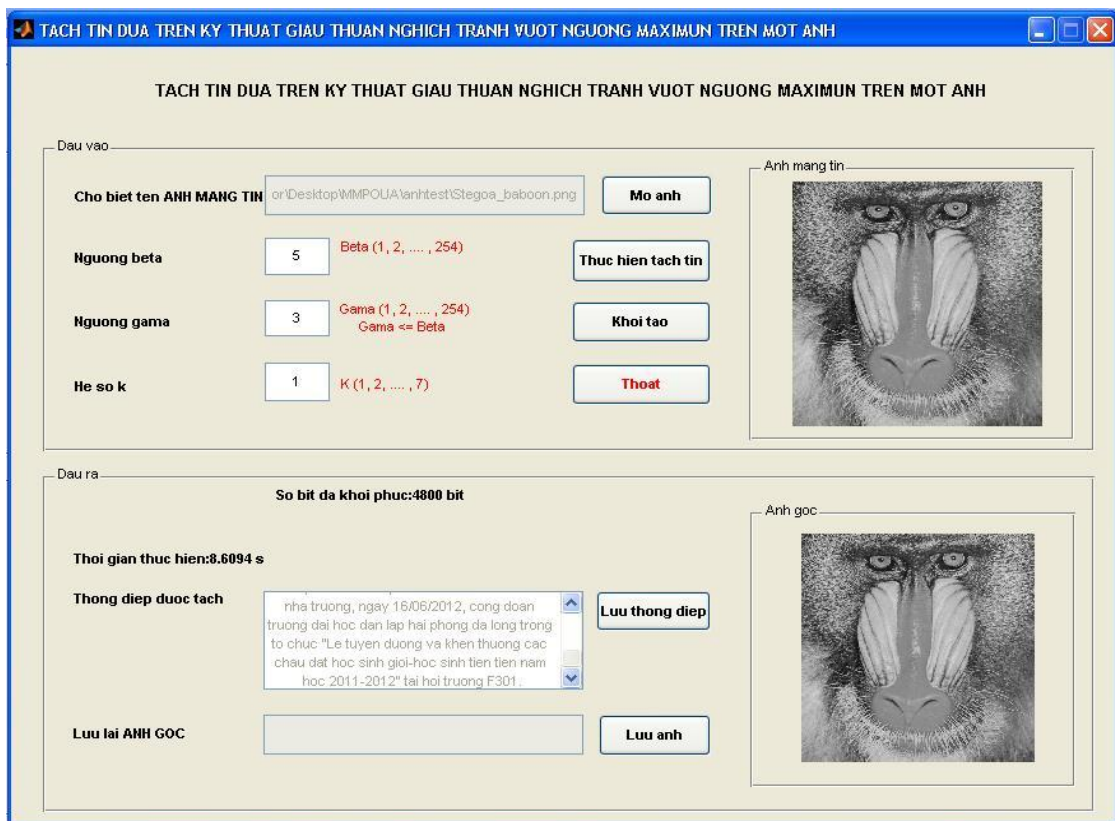 TACH TIN DUA TREN KY THUAT GIAU THUAN NGHICH TRANH VUOT NGUONG MAXIMUN TREN MOT ANH
TACH TIN DUA TREN KY THUAT GIAU THUAN NGHICH TRANH VUOT NGUONG MAXIMUN TREN MOT ANH
Dau vao
Anh mang tin
Cho biet ten ANH MANG TIN or\Desktop\MMPOUA\anhtest\Stegoa_baboon.png Mo anh
Nguong beta 5 Beta (1, 2, .... , 254) Thuc hien tach tin
Nguong gama 3 Gama (1, 2, .... , 254) Khoi tao
Gama <= Beta
He so k 1 K (1, 2, .... , 7) Thoat
Dau ra
So bit da khoi phuc:4800 bit
Anh goc
Thoi gian thuc hien:8.6094 s
Thong diep duoc tach
nha truong, ngay 16/06/2012, cong doan
truong dai hoc dan lap hai phong da long trong
to chuc "Le tuyen duong va khen thuong cac
chau dat hoc sinh gioi-hoc sinh tien tien nam
hoc 2011-2012" tai hoi truong F301.
Luu thong diep
Luu lai ANH GOC Luu anh